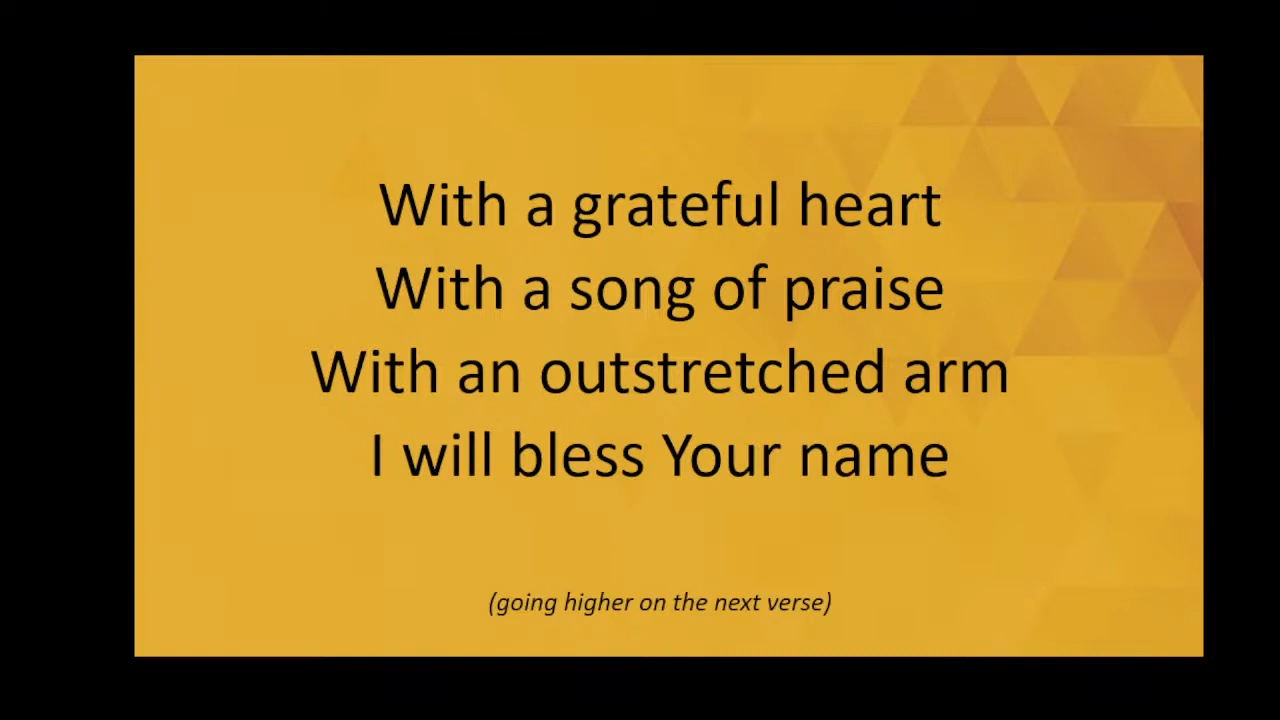 With a grateful heart
With a song of praise
With an outstretched arm
I will bless Your name
(going higher on the next verse)